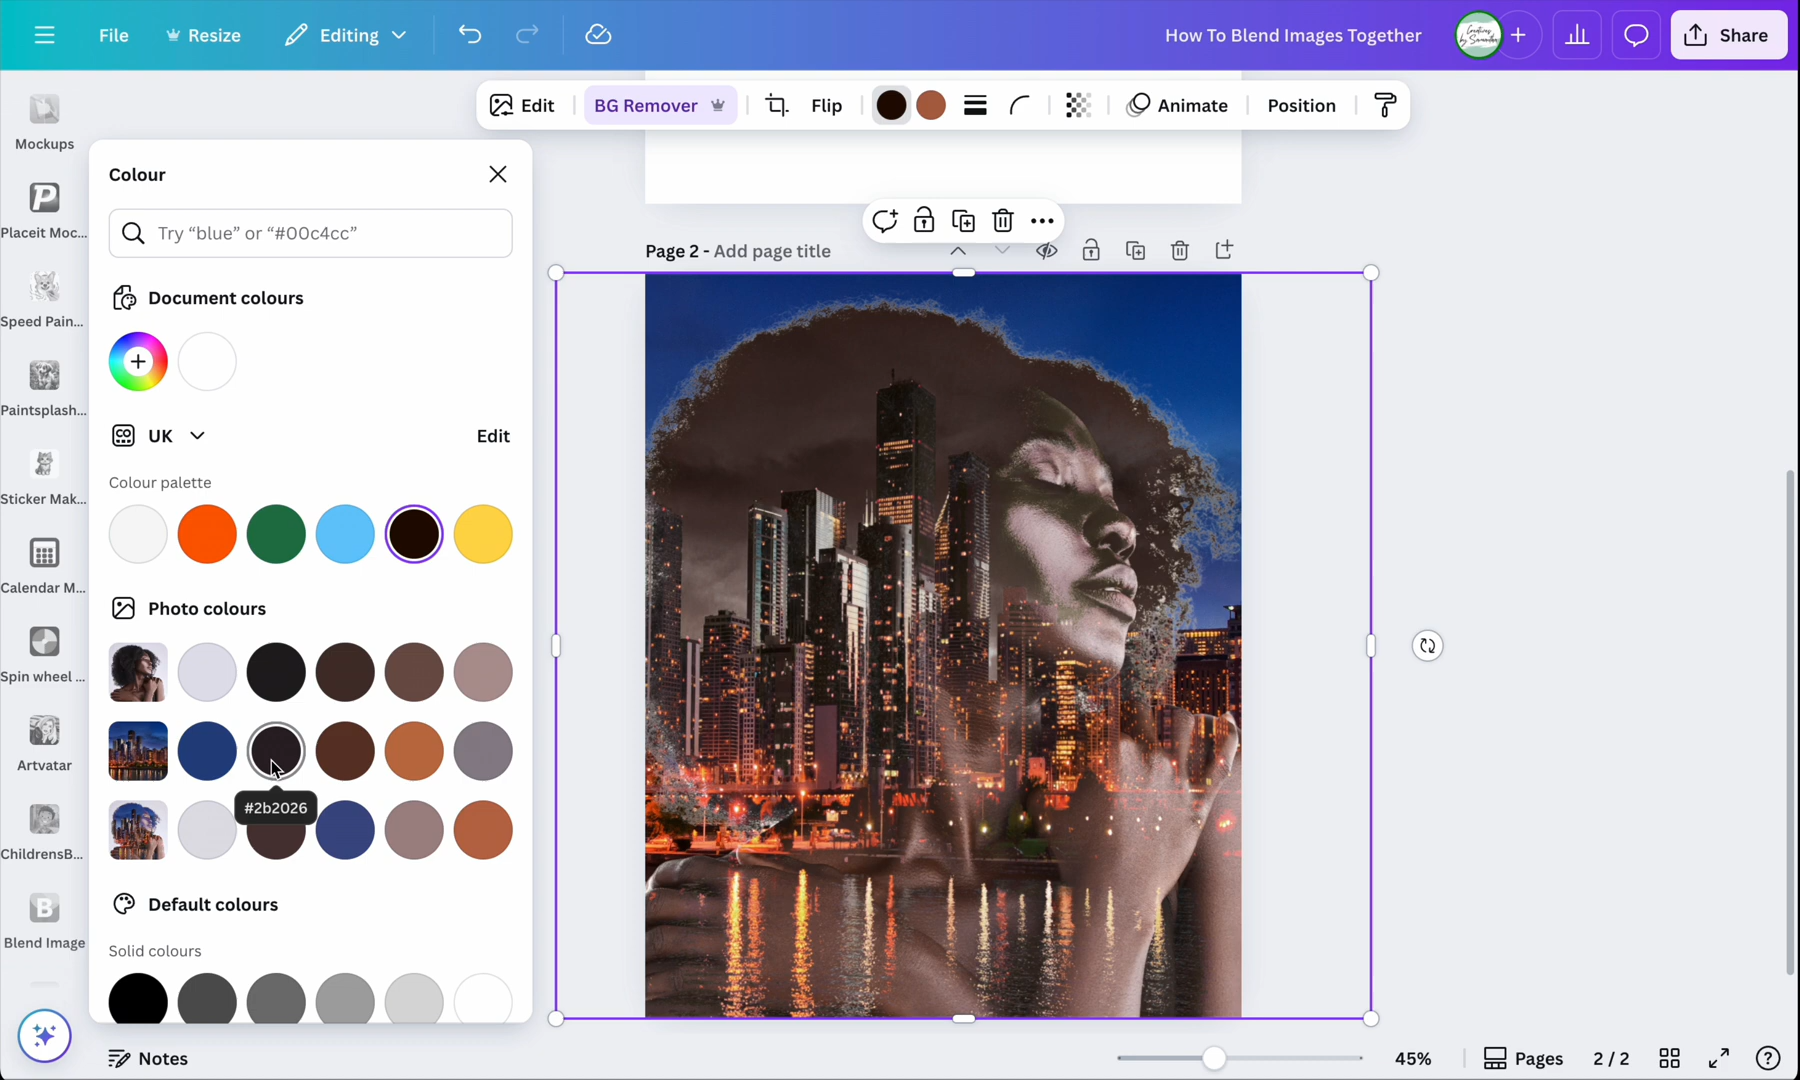 File
Resize
Editing
How To Blend Images Together
Share
Mockups
Placeit Moc...
Speed Pain...
Paintsplash...
Sticker Mak...
Calendar M...
Spin wheel ...
Artvatar
ChildrensB...
Blend Image
Edit
BG Remover
Flip
Animate
Position
Colour
Try “blue” or “#00c4cc”
Document colours
UK
Edit
Colour palette
Photo colours
#2b2026
Default colours
Solid colours
Page 2 - Add page title
Notes
45%
Pages
2 / 2